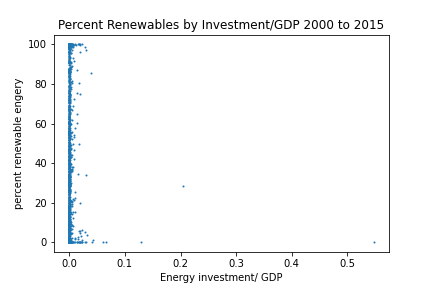 Percent Renewables by Investment/GDP 2000 to 2015
percent renewable engery
100
80
60
40
20
0
0.0 0.1 0.2 0.3 0.4 0.5
Energy investment/ GDP